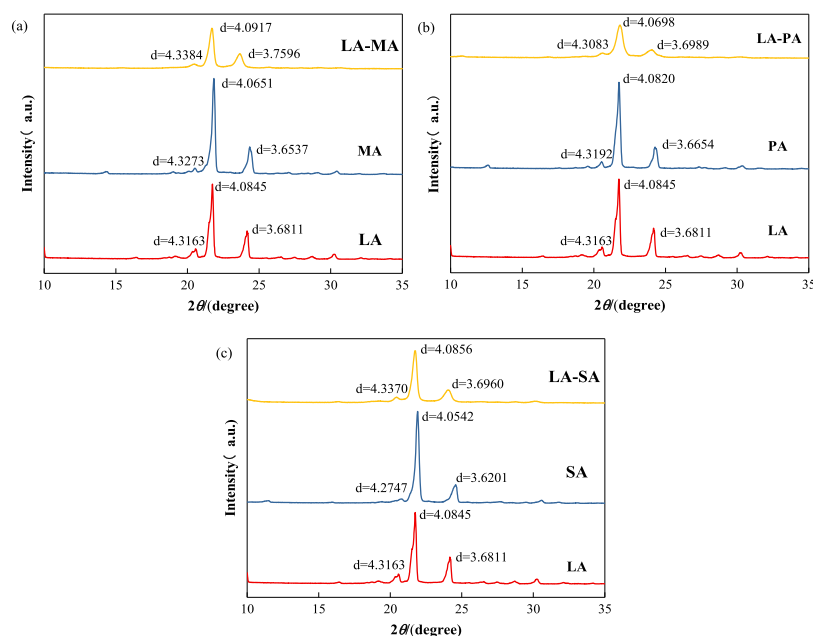 (a)
d=4.0917
d=4.3384
d=3.7596
LA-MA
d=4.0651
d=4.3273
d=3.6537
MA
d=4.0845
d=4.3163
d=3.6811
LA
Intensity( a.u.)
10 15 20 25 30 35
2θ/(degree)
(b)
d=4.0698
d=4.3083
d=3.6989
LA-PA
d=4.0820
d=4.3192
d=3.6654
PA
d=4.0845
d=4.3163
d=3.6811
LA
Intensity( a.u.)
10 15 20 25 30 35
2θ/(degree)
(c)
d=4.0856
d=4.3370
d=3.6960
LA-SA
d=4.0542
d=4.2747
d=3.6201
SA
d=4.0845
d=4.3163
d=3.6811
LA
Intensity( a.u.)
10 15 20 25 30 35
2θ/(degree)